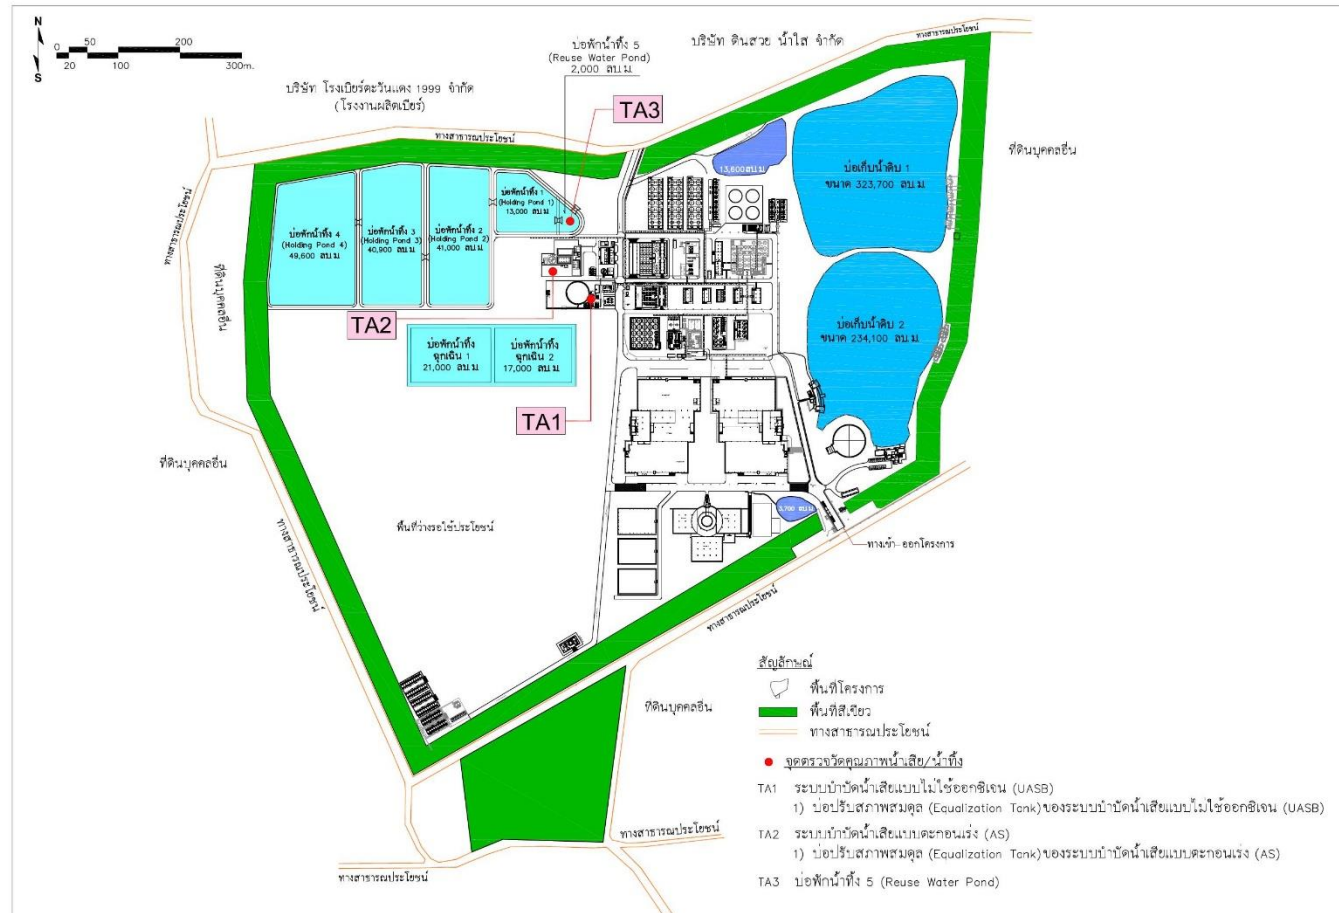 N
S
0 50 200
20 100 300m.
บริษัท โรงเบียร์ตะวันแดง 1999 จำกัด
(โรงงานผลิตเบียร์)
บ่อพักน้ำทิ้ง 5
(Reuse Water Pond)
2,000 ลบ.ม.
TA3
บริษัท ดินสวย น้ำใส จำกัด
ทางสาธารณประโยชน์
ทางสาธารณประโยชน์
ที่ดินบุคคลอื่น
13,600 ลบ.ม.
บ่อเก็บน้ำดิบ 1
ขนาด 323,700 ลบ.ม.
ทางสาธารณประโยชน์
ที่ดินบุคคลอื่น
บ่อพักน้ำทิ้ง 4
(Holding Pond 4)
49,600 ลบ.ม.
บ่อพักน้ำทิ้ง 3
(Holding Pond 3)
40,900 ลบ.ม.
บ่อพักน้ำทิ้ง 2
(Holding Pond 2)
41,000 ลบ.ม.
บ่อพักน้ำทิ้ง 1
(Holding Pond 1)
13,000 ลบ.ม.
TA2
บ่อพักน้ำทิ้ง
ฉุกเฉิน 1
21,000 ลบ.ม.
บ่อพักน้ำทิ้ง
ฉุกเฉิน 2
17,000 ลบ.ม.
TA1
บ่อเก็บน้ำดิบ 2
ขนาด 234,100 ลบ.ม.
ที่ดินบุคคลอื่น
พื้นที่ว่างรอใช้ประโยชน์
3,700 ลบ.ม.
ทางเข้า-ออกโครงการ
ทางสาธารณประโยชน์
ทางสาธารณประโยชน์
ที่ดินบุคคลอื่น
ทางสาธารณประโยชน์
ทางสาธารณประโยชน์
สัญลักษณ์
พื้นที่โครงการ
พื้นที่สีเขียว
ทางสาธารณประโยชน์
จุดตรวจวัดคุณภาพน้ำเสีย/น้ำทิ้ง
TA1 ระบบบำบัดน้ำเสียแบบไม่ใช้ออกซิเจน (UASB)
1) บ่อปรับสภาพสมดุล (Equalization Tank)ของระบบบำบัดน้ำเสียแบบไม่ใช้ออกซิเจน (UASB)
TA2 ระบบบำบัดน้ำเสียแบบตะกอนเร่ง (AS)
1) บ่อปรับสภาพสมดุล (Equalization Tank)ของระบบบำบัดน้ำเสียแบบตะกอนเร่ง (AS)
TA3 บ่อพักน้ำทิ้ง 5 (Reuse Water Pond)